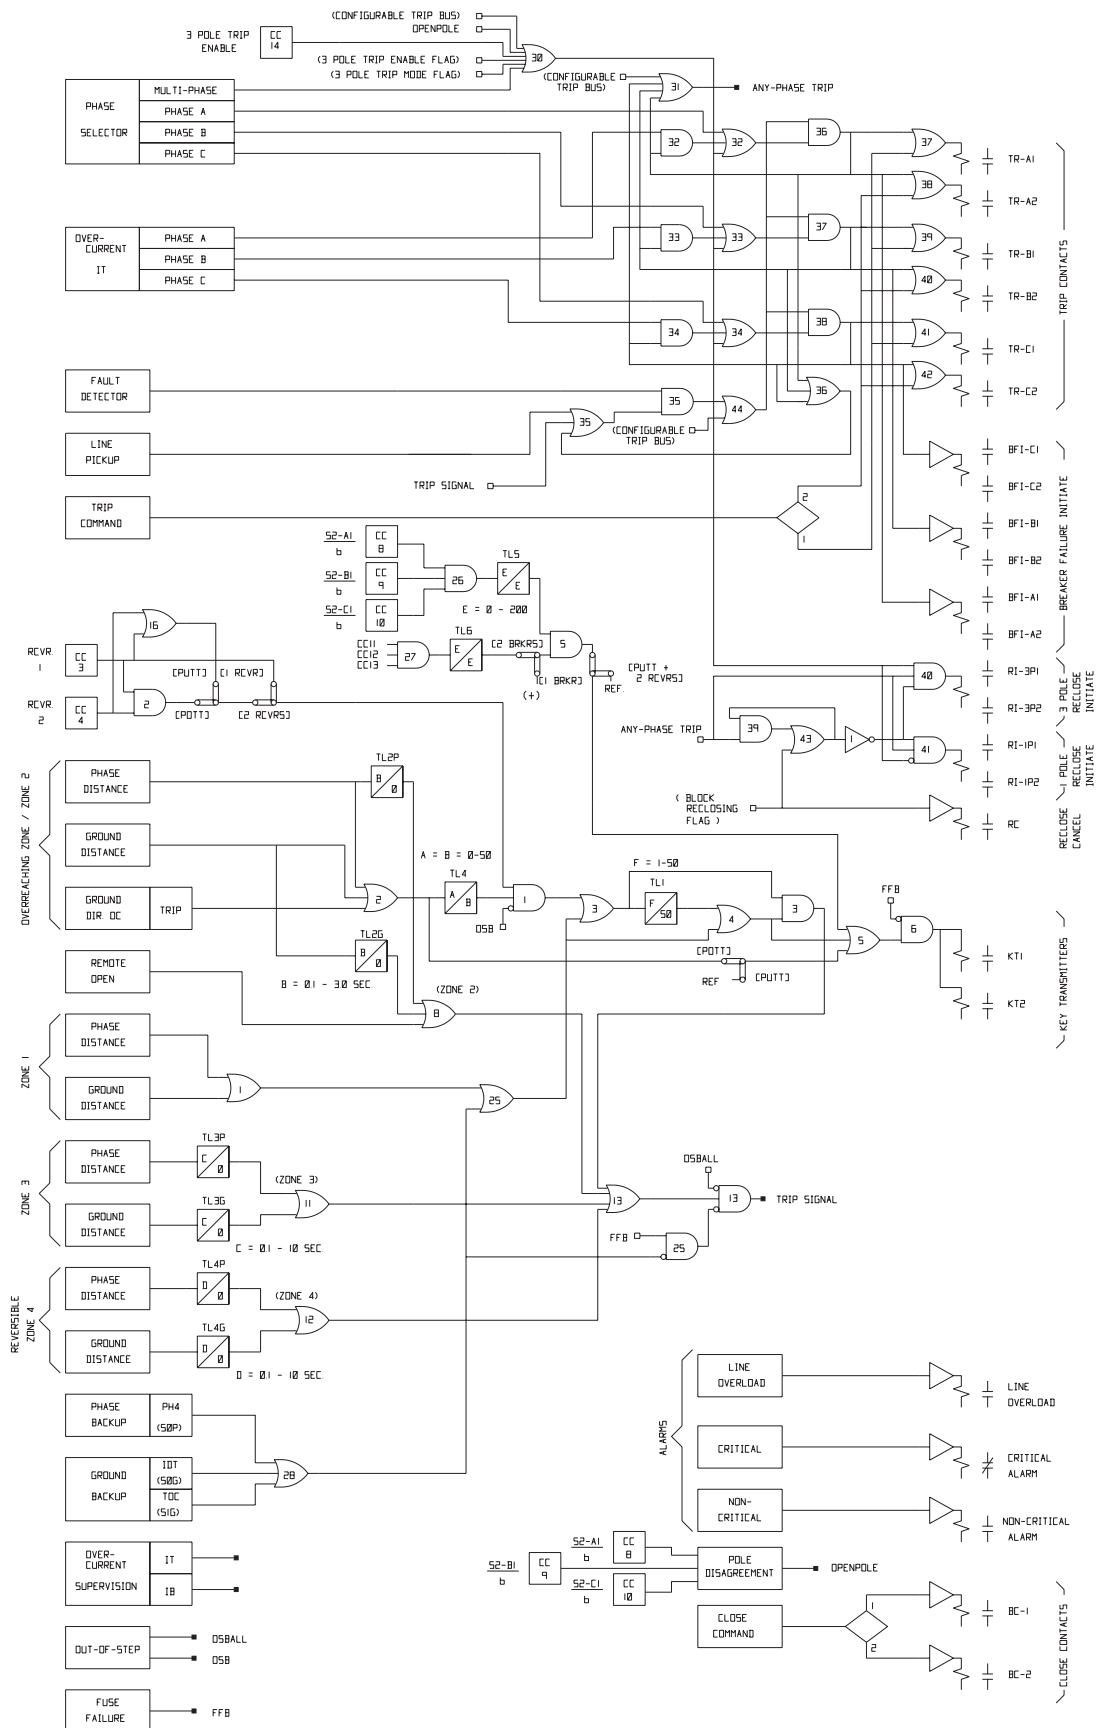 (CONFIGURABLE TRIP BUS)
OPENPOLE
3 POLE TRIP
ENABLE
CC
14
(3 POLE TRIP ENABLE FLAG)
(3 POLE TRIP MODE FLAG)
30
(CONFIGURABLE
TRIP BUS)
31
ANY-PHASE TRIP
PHASE
SELECTOR
MULTI-PHASE
PHASE A
PHASE B
PHASE C
32
32
36
37
TR-A1
38
TR-A2
OVER-
CURRENT
IT
PHASE A
PHASE B
PHASE C
33
33
37
39
TR-B1
40
TR-B2
34
34
38
41
TR-C1
42
TR-C2
TRIP CONTACTS
FAULT
DETECTOR
35
44
36
35
(CONFIGURABLE
TRIP BUS)
LINE
PICKUP
TRIP SIGNAL
TRIP
COMMAND
2
1
BFI-C1
BFI-C2
BFI-B1
BFI-B2
BFI-A1
BFI-A2
BREAKER FAILURE INITIATE
52-A1
b
CC
8
52-B1
b
CC
9
52-C1
b
CC
10
26
TL5
E
E
E = 0 - 200
CC11
CC12
CC13
27
TL6
E
E
[2 BRKRS]
[1 BRKR]
(+)
5
REF.
[PUTT +
2 RCVRS]
RCVR.
1
CC
3
RCVR.
2
CC
4
16
2
[PUTT]
[1 RCVR]
[POTT]
[2 RCVRS]
40
RI-3P1
RI-3P2
3 POLE
RECLOSE
INITIATE
ANY-PHASE TRIP
39
43
1
41
RI-1P1
RI-1P2
1 POLE
RECLOSE
INITIATE
( BLOCK
RECLOSING
FLAG )
RC
RECLOSE
CANCEL
OVERREACHING ZONE / ZONE 2
PHASE
DISTANCE
TL2P
B
0
GROUND
DISTANCE
GROUND
DIR. OC
TRIP
2
A = B = 0-50
TL4
A
B
1
OSB
3
F = 1-50
TL1
F
50
4
3
FFB
6
5
KT1
KT2
KEY TRANSMITTERS
TL2G
B
0
B = 0.1 - 3.0 SEC.
[POTT]
REF
[PUTT]
REMOTE
OPEN
(ZONE 2)
8
ZONE 1
PHASE
DISTANCE
GROUND
DISTANCE
1
25
ZONE 3
PHASE
DISTANCE
TL3P
C
0
GROUND
DISTANCE
TL3G
C
0
(ZONE 3)
11
C = 0.1 - 10 SEC.
OSBALL
13
13
TRIP SIGNAL
FFB
25
REVERSIBLE
ZONE 4
PHASE
DISTANCE
TL4P
D
0
GROUND
DISTANCE
TL4G
D
0
(ZONE 4)
12
D = 0.1 - 10 SEC.
PHASE
BACKUP
PH4
(50P)
GROUND
BACKUP
IDT
(50G)
TOC
(51G)
28
ALARMS
LINE
OVERLOAD
LINE
OVERLOAD
CRITICAL
CRITICAL
ALARM
NON-
CRITICAL
NON-CRITICAL
ALARM
OVER-
CURRENT
SUPERVISION
IT
IB
52-A1
b
CC
8
52-B1
b
CC
9
52-C1
b
CC
10
POLE
DISAGREEMENT
OPENPOLE
CLOSE
COMMAND
1
2
BC-1
BC-2
CLOSE CONTACTS
OUT-OF-STEP
OSBALL
OSB
FUSE
FAILURE
FFB